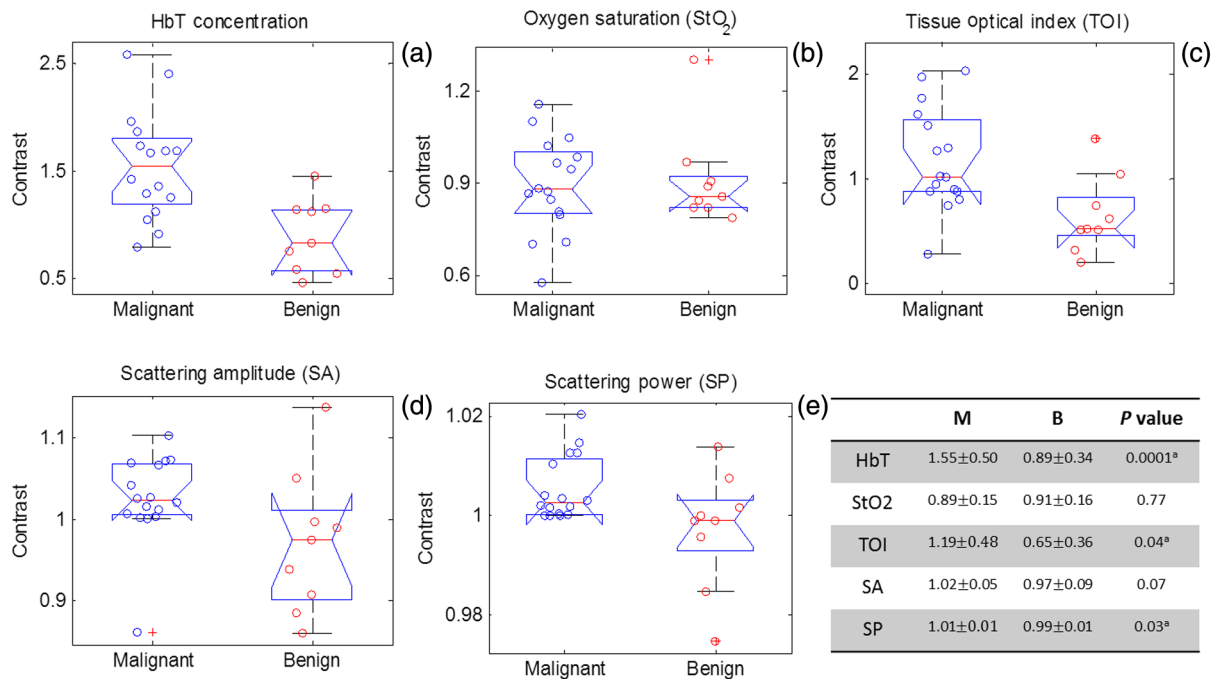 HbT concentration
(a)
2.5
1.5
0.5
Contrast
Malignant Benign
Oxygen saturation (StO2)
(b)
1.2
0.9
0.6
Contrast
Malignant Benign
Tissue optical index (TOI)
(c)
2
1
0
Contrast
Malignant Benign
Scattering amplitude (SA)
(d)
1.1
1
0.9
Contrast
Malignant Benign
Scattering power (SP)
(e)
1.02
1
0.98
Contrast
Malignant Benign
M B P value
HbT 1.55±0.50 0.89±0.34 0.0001ª
StO2 0.89±0.15 0.91±0.16 0.77
TOI 1.19±0.48 0.65±0.36 0.04ª
SA 1.02±0.05 0.97±0.09 0.07
SP 1.01±0.01 0.99±0.01 0.03ª